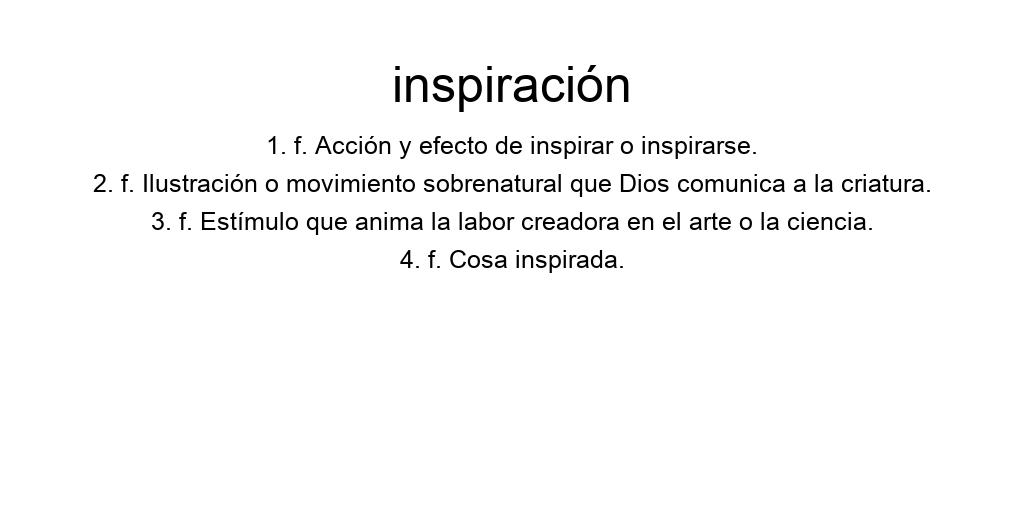 inspiración
1. f. Acción y efecto de inspirar o inspirarse.
2. f. Ilustración o movimiento sobrenatural que Dios comunica a la criatura.
3. f. Estímulo que anima la labor creadora en el arte o la ciencia.
4. f. Cosa inspirada.